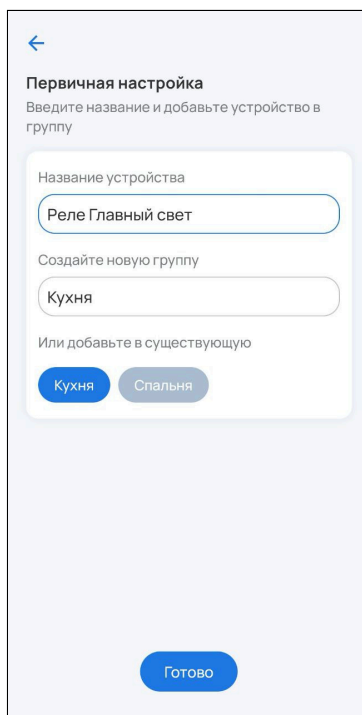 Первичная настройка
Введите название и добавьте устройство в
группу
Название устройства
Реле Главный свет
Создайте новую группу
Кухня
Или добавьте в существующую
Кухня Спальня
Готово